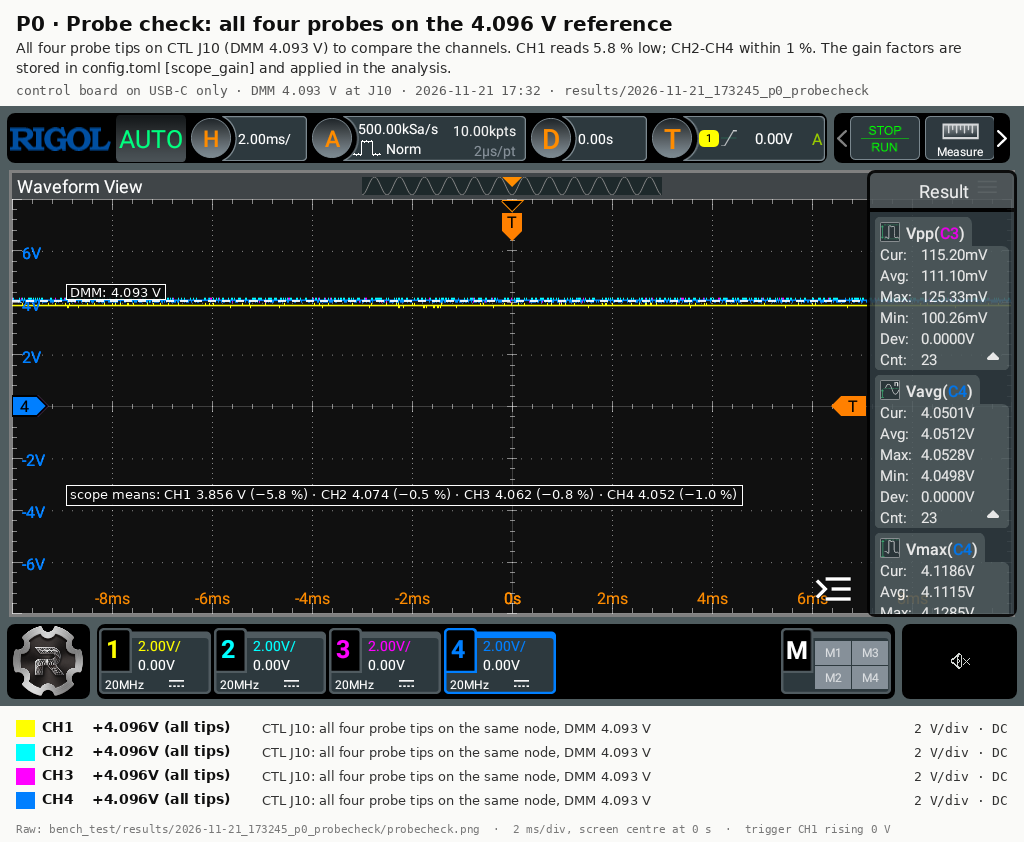 P0 · Probe check: all four probes on the 4.096 V reference
All four probe tips on CTL J10 (DMM 4.093 V) to compare the channels. CH1 reads 5.8 % low; CH2-CH4 within 1 %. The gain factors are
stored in config.toml [scope_gain] and applied in the analysis.
control board on USB-C only · DMM 4.093 V at J10 · 2026-11-21 17:32 · results/2026-11-21_173245_p0_probecheck
RIGOL AUTO H 2.00ms/ A 500.00kSa/s 10.00kpts D 0.00s T 1 0.00V A STOP
Norm 2µs/pt RUN Measure
Waveform View
Result
T
6V
DMM: 4.093 V
4V
2V
4
T
-2V
scope means: CH1 3.856 V (−5.8 %) · CH2 4.074 (−0.5 %) · CH3 4.062 (−0.8 %) · CH4 4.052 (−1.0 %)
-4V
-6V
-8ms -6ms -4ms -2ms 0s 2ms 4ms 6ms
Vpp(C3)
Cur: 115.20mV
Avg: 111.10mV
Max: 125.33mV
Min: 100.26mV
Dev: 0.0000V
Cnt: 23
Vavg(C4)
Cur: 4.0501V
Avg: 4.0512V
Max: 4.0528V
Min: 4.0498V
Dev: 0.0000V
Cnt: 23
Vmax(C4)
Cur: 4.1186V
Avg: 4.1115V
Max: 4.1285V
R
1 2.00V/ 0.00V 20MHz
2 2.00V/ 0.00V 20MHz
3 2.00V/ 0.00V 20MHz
4 2.00V/ 0.00V 20MHz
M M1 M3
M2 M4
CH1 +4.096V (all tips) CTL J10: all four probe tips on the same node, DMM 4.093 V 2 V/div · DC
CH2 +4.096V (all tips) CTL J10: all four probe tips on the same node, DMM 4.093 V 2 V/div · DC
CH3 +4.096V (all tips) CTL J10: all four probe tips on the same node, DMM 4.093 V 2 V/div · DC
CH4 +4.096V (all tips) CTL J10: all four probe tips on the same node, DMM 4.093 V 2 V/div · DC
Raw: bench_test/results/2026-11-21_173245_p0_probecheck/probecheck.png · 2 ms/div, screen centre at 0 s · trigger CH1 rising 0 V